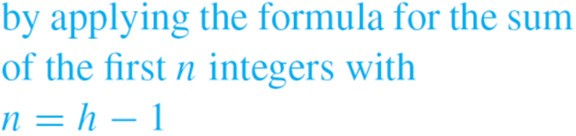 by applying the formula for the sum
of the first n integers with
n = h − 1